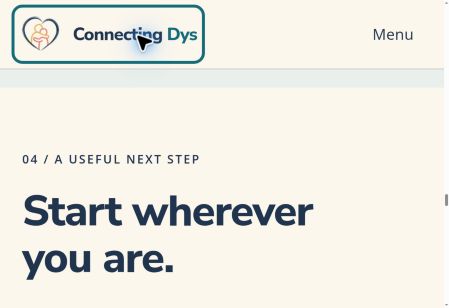 Connecting Dys
Menu
04 / A USEFUL NEXT STEP
Start wherever
you are.